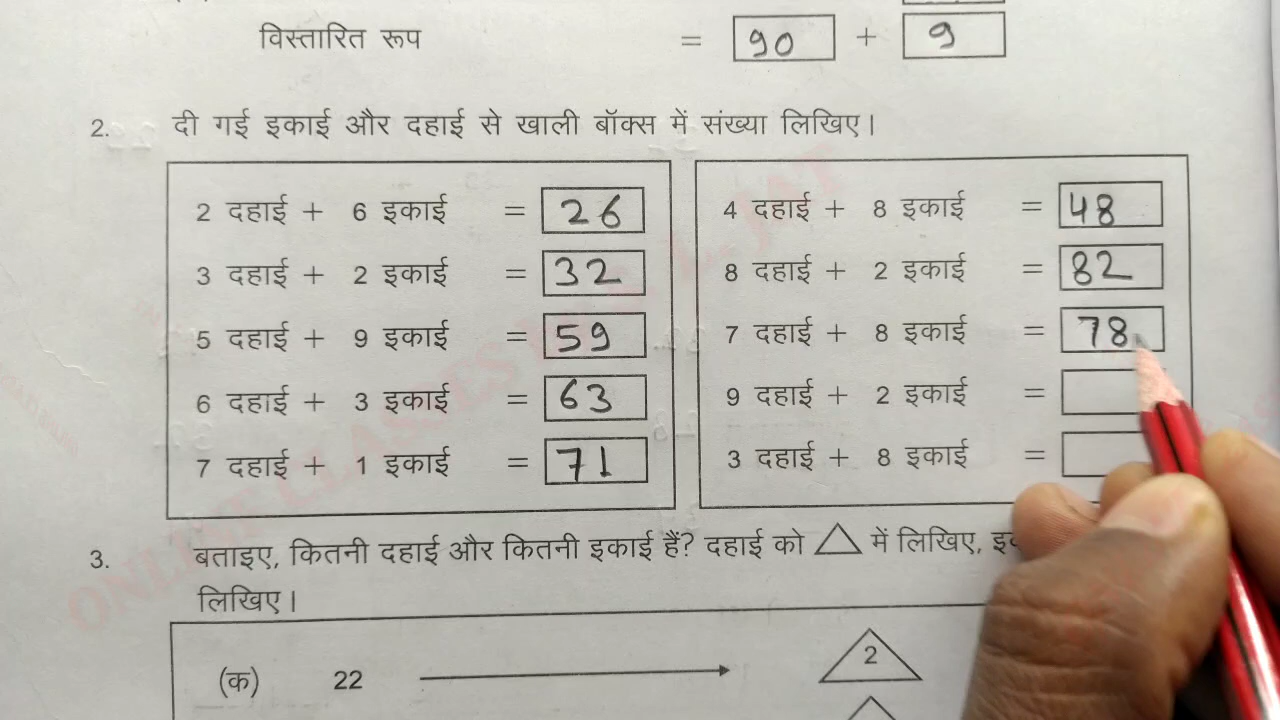 विस्तारित रूप = 90 + 9
2. दी गई इकाई और दहाई से खाली बॉक्स में संख्या लिखिए।
2 दहाई + 6 इकाई = 26
3 दहाई + 2 इकाई = 32
5 दहाई + 9 इकाई = 59
6 दहाई + 3 इकाई = 63
7 दहाई + 1 इकाई = 71
4 दहाई + 8 इकाई = 48
8 दहाई + 2 इकाई = 82
7 दहाई + 8 इकाई = 78
9 दहाई + 2 इकाई =
3 दहाई + 8 इकाई =
3. बताइए, कितनी दहाई और कितनी इकाई हैं? दहाई को △ में लिखिए,
लिखिए।
(क) 22 2